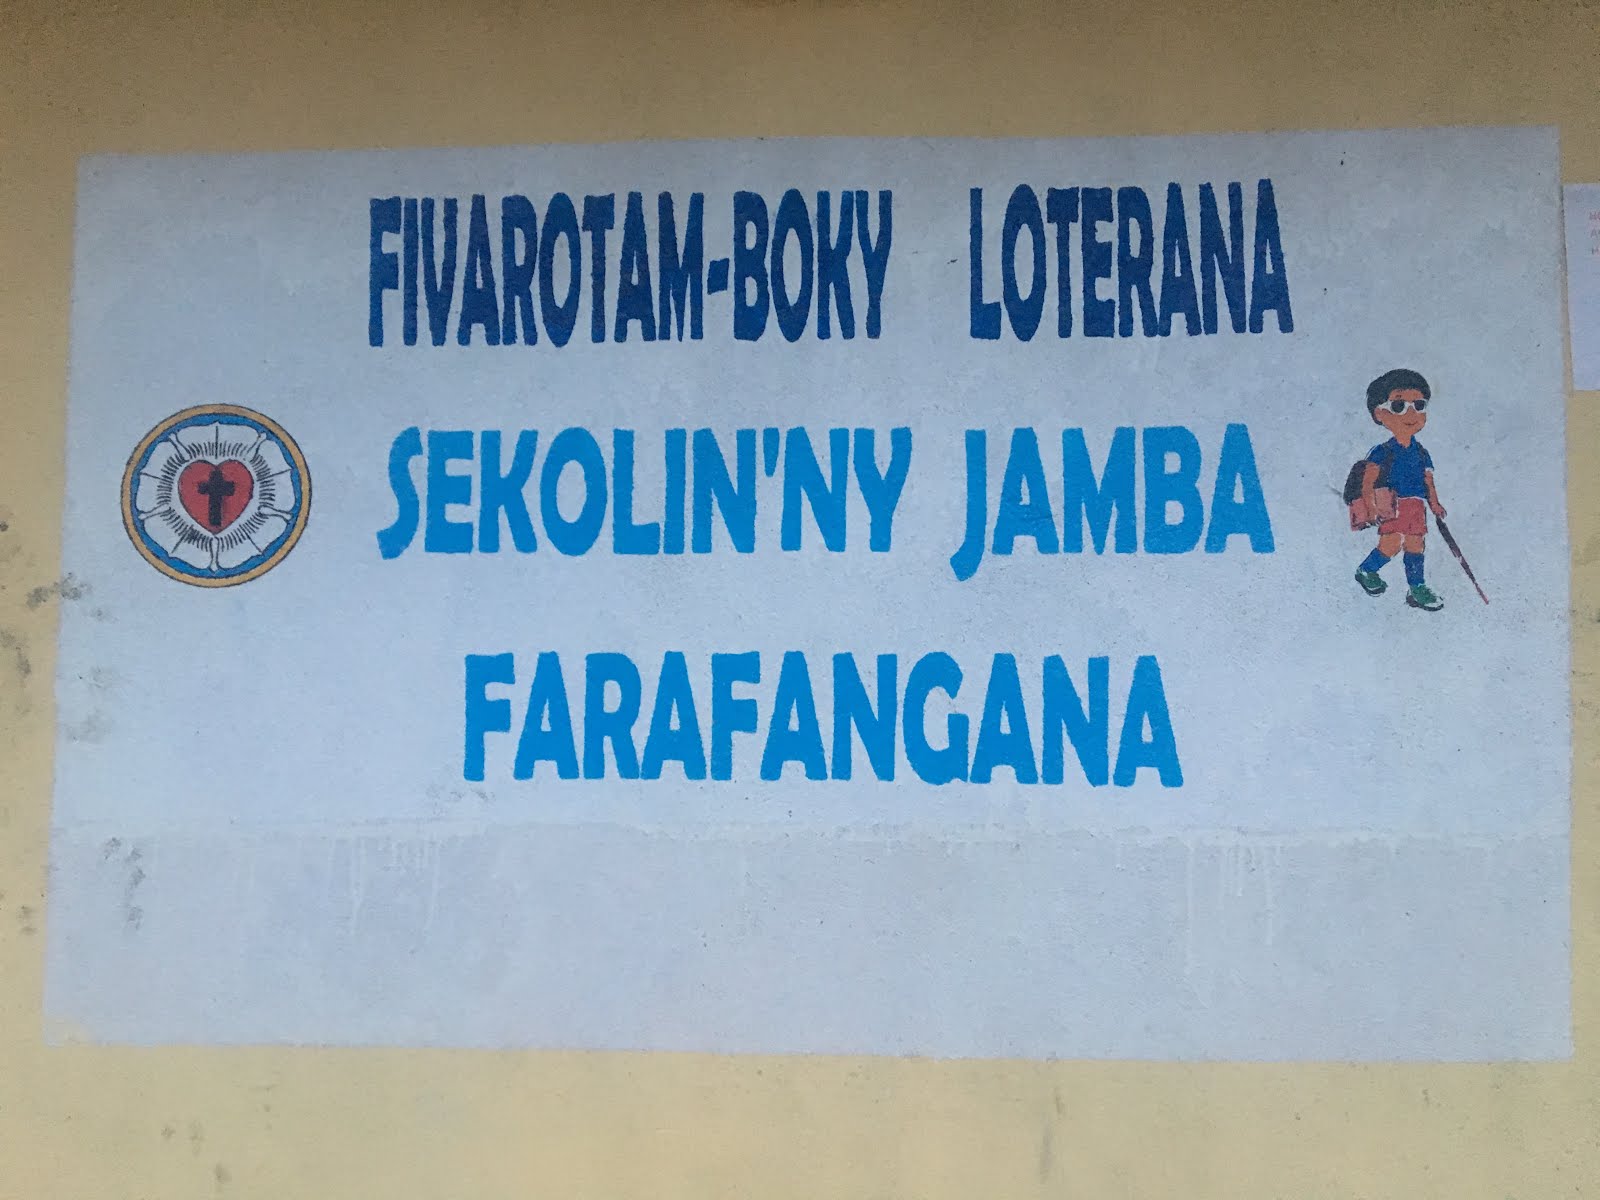 FIVAROTAM-BOKY LOTERANA
SEKOLIN'NY JAMBA
FARAFANGANA